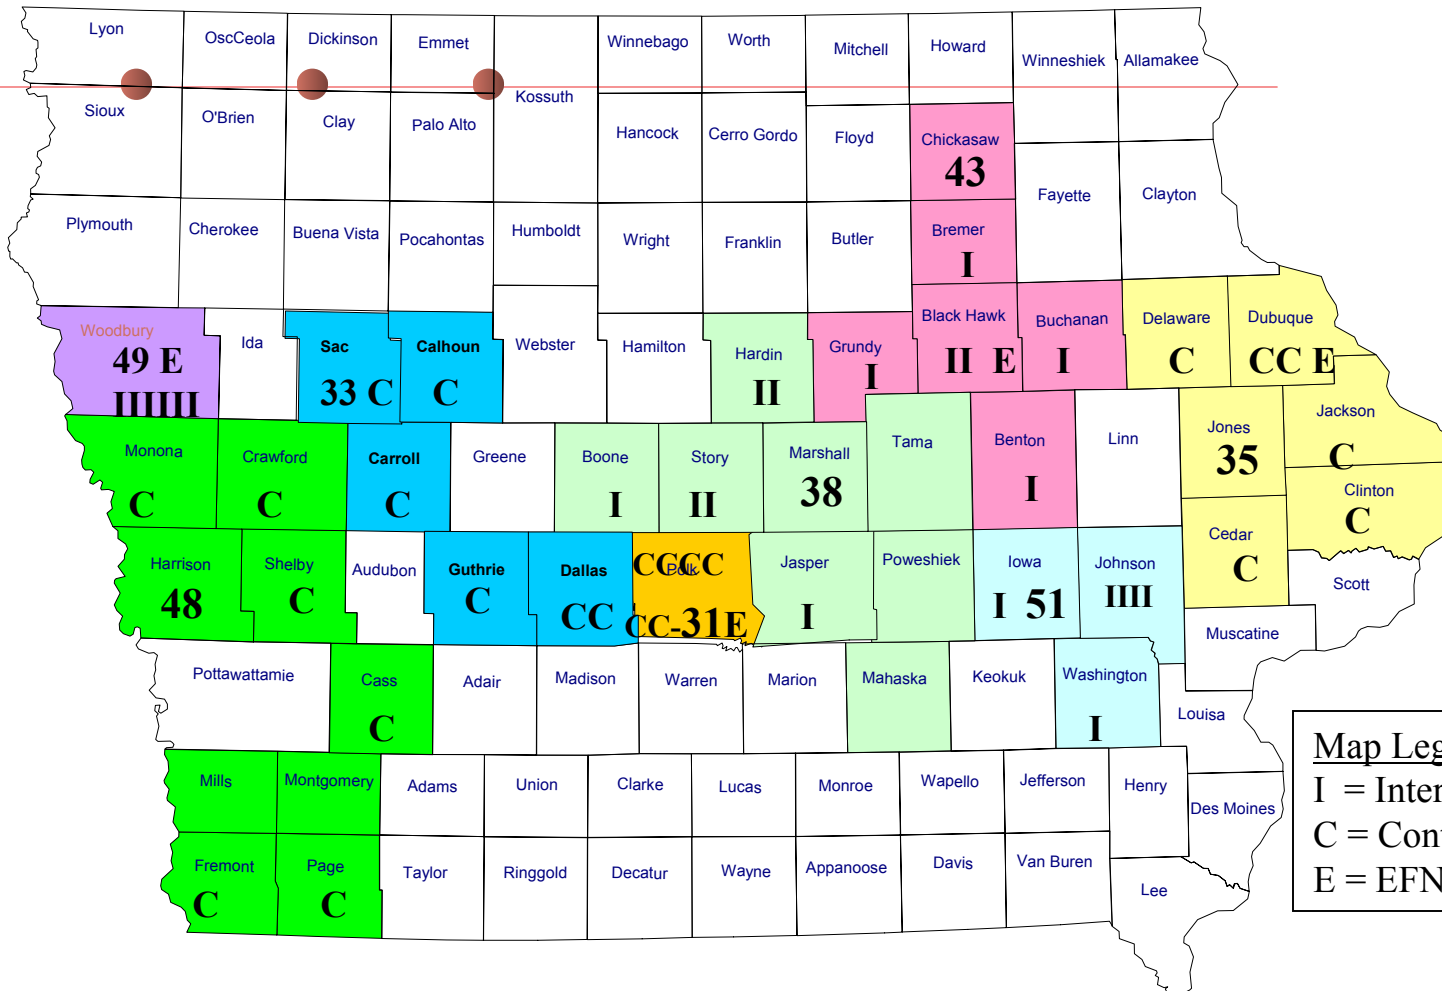 Lyon OscCeola Dickinson Emmet Winnebago Worth Mitchell Howard Winneshiek Allamakee
Sioux O'Brien Clay Palo Alto Kossuth Hancock Cerro Gordo Floyd Chickasaw
43
Fayette Clayton
Plymouth Cherokee Buena Vista Pocahontas Humboldt Wright Franklin Butler Bremer
I
Woodbury Ida Sac Calhoun Webster Hamilton Hardin Grundy Black Hawk Buchanan Delaware Dubuque
49 E 33 C C II I II E I C CC E
IIIIII
Monona Crawford Carroll Greene Boone Story Marshall Tama Benton Linn Jones Jackson
C C C I II 38 I 35 C
Clinton
C
Harrison Shelby Audubon Guthrie Dallas Polk Jasper Poweshiek Iowa Johnson Cedar Scott
48 C C CC CCCC I I 51 IIII C
CC-31E
Muscatine
Pottawattamie Cass Adair Madison Warren Marion Mahaska Keokuk Washington Louisa
C I
Mills Montgomery Adams Union Clarke Lucas Monroe Wapello Jefferson Henry Des Moines
Fremont Page Taylor Ringgold Decatur Wayne Appanoose Davis Van Buren Lee
C C
Map Leg
I = Inter
C = Con
E = EFN